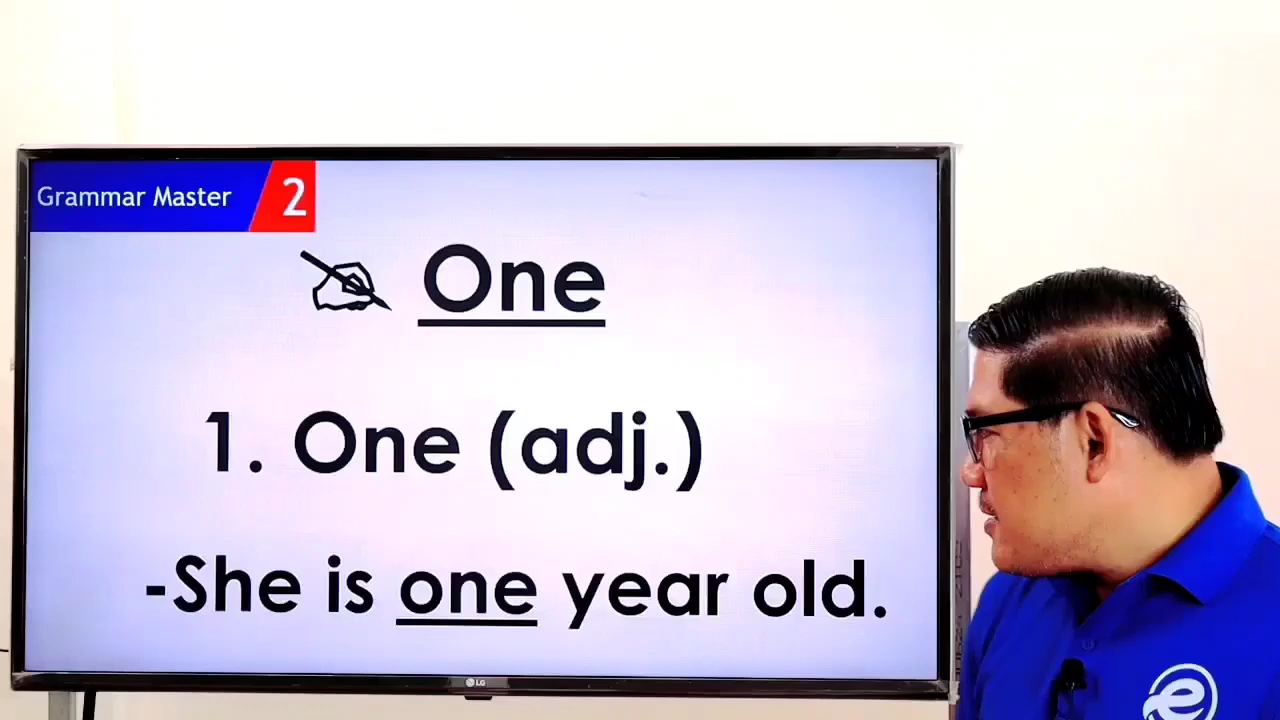 Grammar Master 2
One
1. One (adj.)
-She is one year old.
LG
e